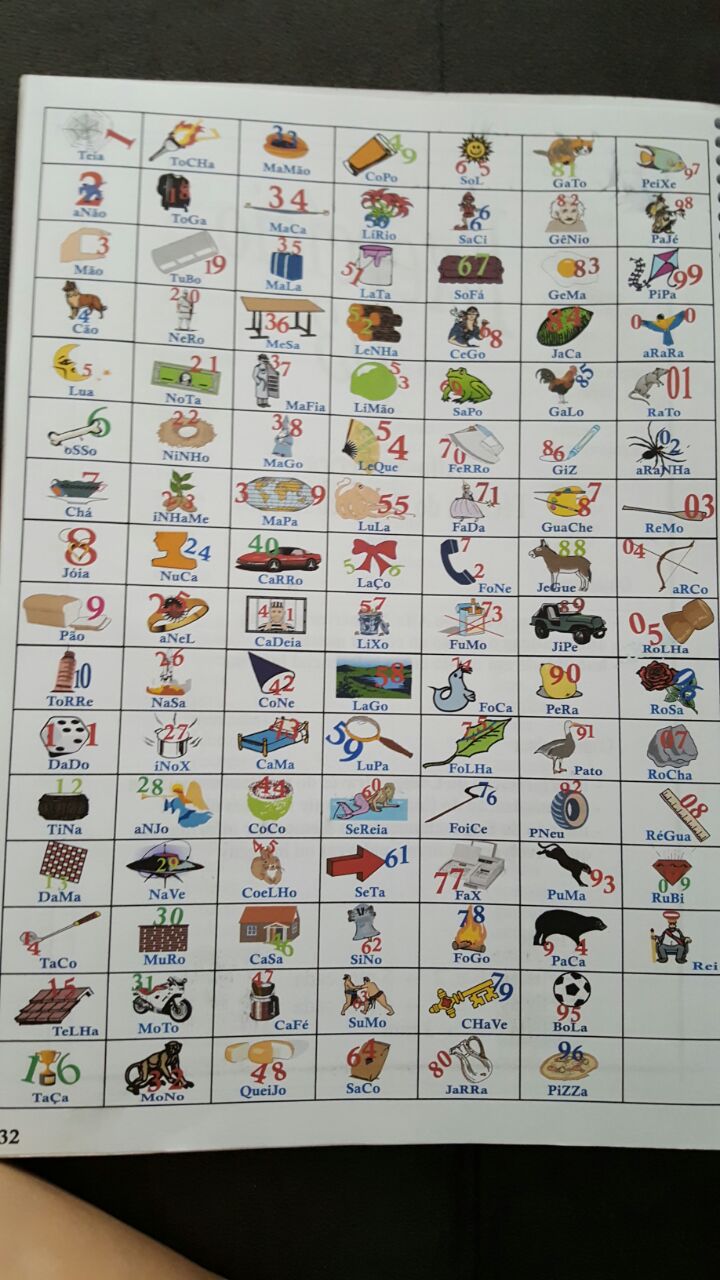 1 Teia
2 aNão
3 Mão
4 Cão
5 Lua
6 oSSo
7 Chá
8 Jóia
9 Pão
10 ToRRe
11 DaDo
12 TiNa
13 DaMa
14 TaCo
15 TeLHa
16 TaÇa
ToCHa
18 ToGa
19 TuBo
20 NeRo
21 NoTa
22 NiNHo
23 iNHaMe
24 NuCa
25 aNeL
26 NaSa
27 iNoX
28 aNJo
29 NaVe
30 MuRo
31 MoTo
32 MoNo
33 MaMão
34 MaCa
35 MaLa
36 MeSa
37 MaFia
38 MaGo
39 MaPa
40 CaRRo
41 CaDeia
42 CoNe
43 CaMa
44 CoCo
45 CoeLHo
46 CaSa
47 CaFé
48 QueiJo
49 CoPo
50 LíRio
51 LaTa
52 LeNHa
53 LiMão
54 LeQue
55 LuLa
56 LaÇo
57 LiXo
58 LaGo
59 LuPa
60 SeReia
61 SeTa
62 SiNo
63 SuMo
64 SaCo
65 SoL
66 SaCi
67 SoFá
68 CeGo
69 SaPo
70 FeRRo
71 FaDa
72 FoNe
73 FuMo
74 FoCa
75 FoLHa
76 FoiCe
77 FaX
78 FoGo
79 CHaVe
80 JaRRa
81 GaTo
82 GêNio
83 GeMa
84 JaCa
85 GaLo
86 GiZ
87 GuaChe
88 JeGue
89 JiPe
90 PeRa
91 Pato
92 PNeu
93 PuMa
94 PaCa
95 BoLa
96 PiZZa
97 PeiXe
98 PaJé
99 PiPa
00 aRaRa
01 RaTo
02 aRaNHa
03 ReMo
04 aRCo
05 RoLHa
06 RoSa
07 RoCha
08 RéGua
09 RuBi
Rei
32